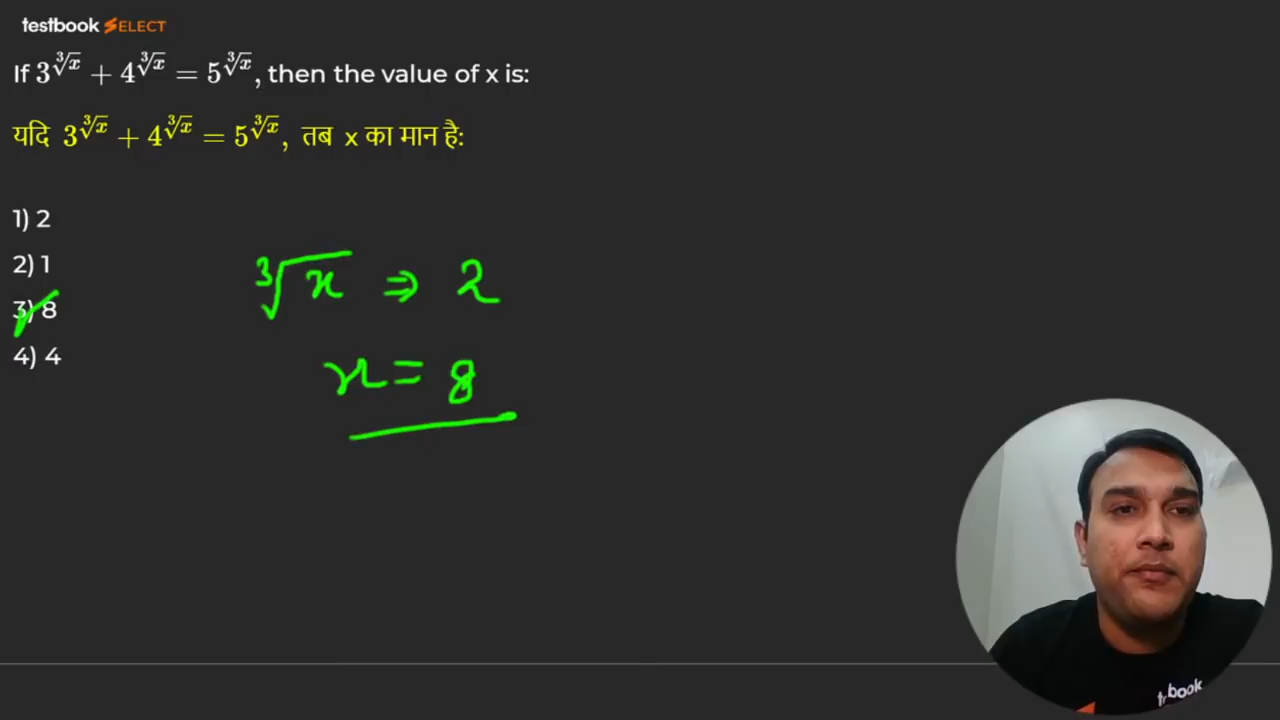 testbook SELECT
If $3^{\sqrt[3]{x}} + 4^{\sqrt[3]{x}} = 5^{\sqrt[3]{x}}$, then the value of x is:
यदि $3^{\sqrt[3]{x}} + 4^{\sqrt[3]{x}} = 5^{\sqrt[3]{x}}$, तब x का मान है:
1) 2
2) 1
3) 8
4) 4
$\sqrt[3]{x}$ ⇒ 2
x = 8